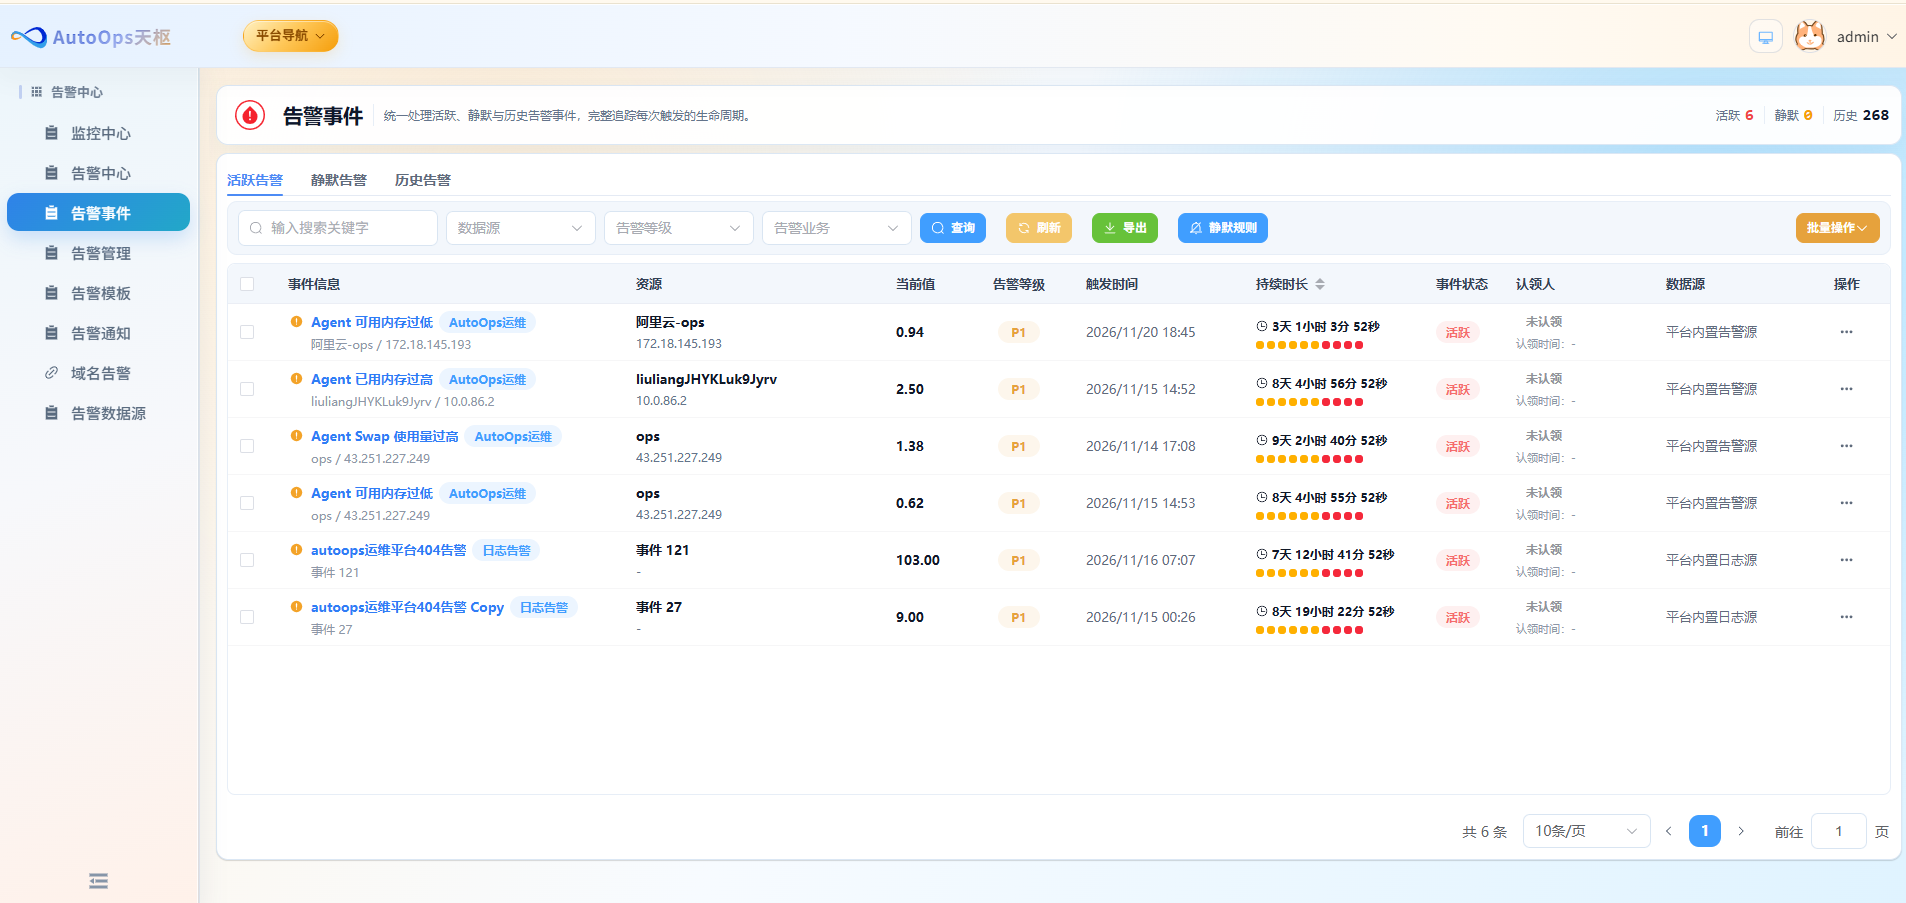 AutoOps天枢
平台导航
admin
告警中心
监控中心
告警中心
告警事件
告警管理
告警模板
告警通知
域名告警
告警数据源
告警事件 统一处理活跃、静默与历史告警事件，完整追踪每次触发的生命周期。
活跃 6 静默 0 历史 268
活跃告警 静默告警 历史告警
输入搜索关键字 数据源 告警等级 告警业务 查询 刷新 导出 静默规则 批量操作
事件信息 资源 当前值 告警等级 触发时间 持续时长 事件状态 认领人 数据源 操作
Agent 可用内存过低 AutoOps运维 阿里云-ops 0.94 P1 2026/11/20 18:45 3天 1小时 3分 52秒 活跃 未认领 平台内置告警源
阿里云-ops / 172.18.145.193 172.18.145.193 认领时间： -
Agent 已用内存过高 AutoOps运维 liuliangJHYKLuk9Jyrv 2.50 P1 2026/11/15 14:52 8天 4小时 56分 52秒 活跃 未认领 平台内置告警源
liuliangJHYKLuk9Jyrv / 10.0.86.2 10.0.86.2 认领时间： -
Agent Swap 使用量过高 AutoOps运维 ops 1.38 P1 2026/11/14 17:08 9天 2小时 40分 52秒 活跃 未认领 平台内置告警源
ops / 43.251.227.249 43.251.227.249 认领时间： -
Agent 可用内存过低 AutoOps运维 ops 0.62 P1 2026/11/15 14:53 8天 4小时 55分 52秒 活跃 未认领 平台内置告警源
ops / 43.251.227.249 43.251.227.249 认领时间： -
autoops运维平台404告警 日志告警 事件 121 103.00 P1 2026/11/16 07:07 7天 12小时 41分 52秒 活跃 未认领 平台内置日志源
事件 121 - 认领时间： -
autoops运维平台404告警 Copy 日志告警 事件 27 9.00 P1 2026/11/15 00:26 8天 19小时 22分 52秒 活跃 未认领 平台内置日志源
事件 27 - 认领时间： -
共 6 条 10条/页 1 前往 1 页